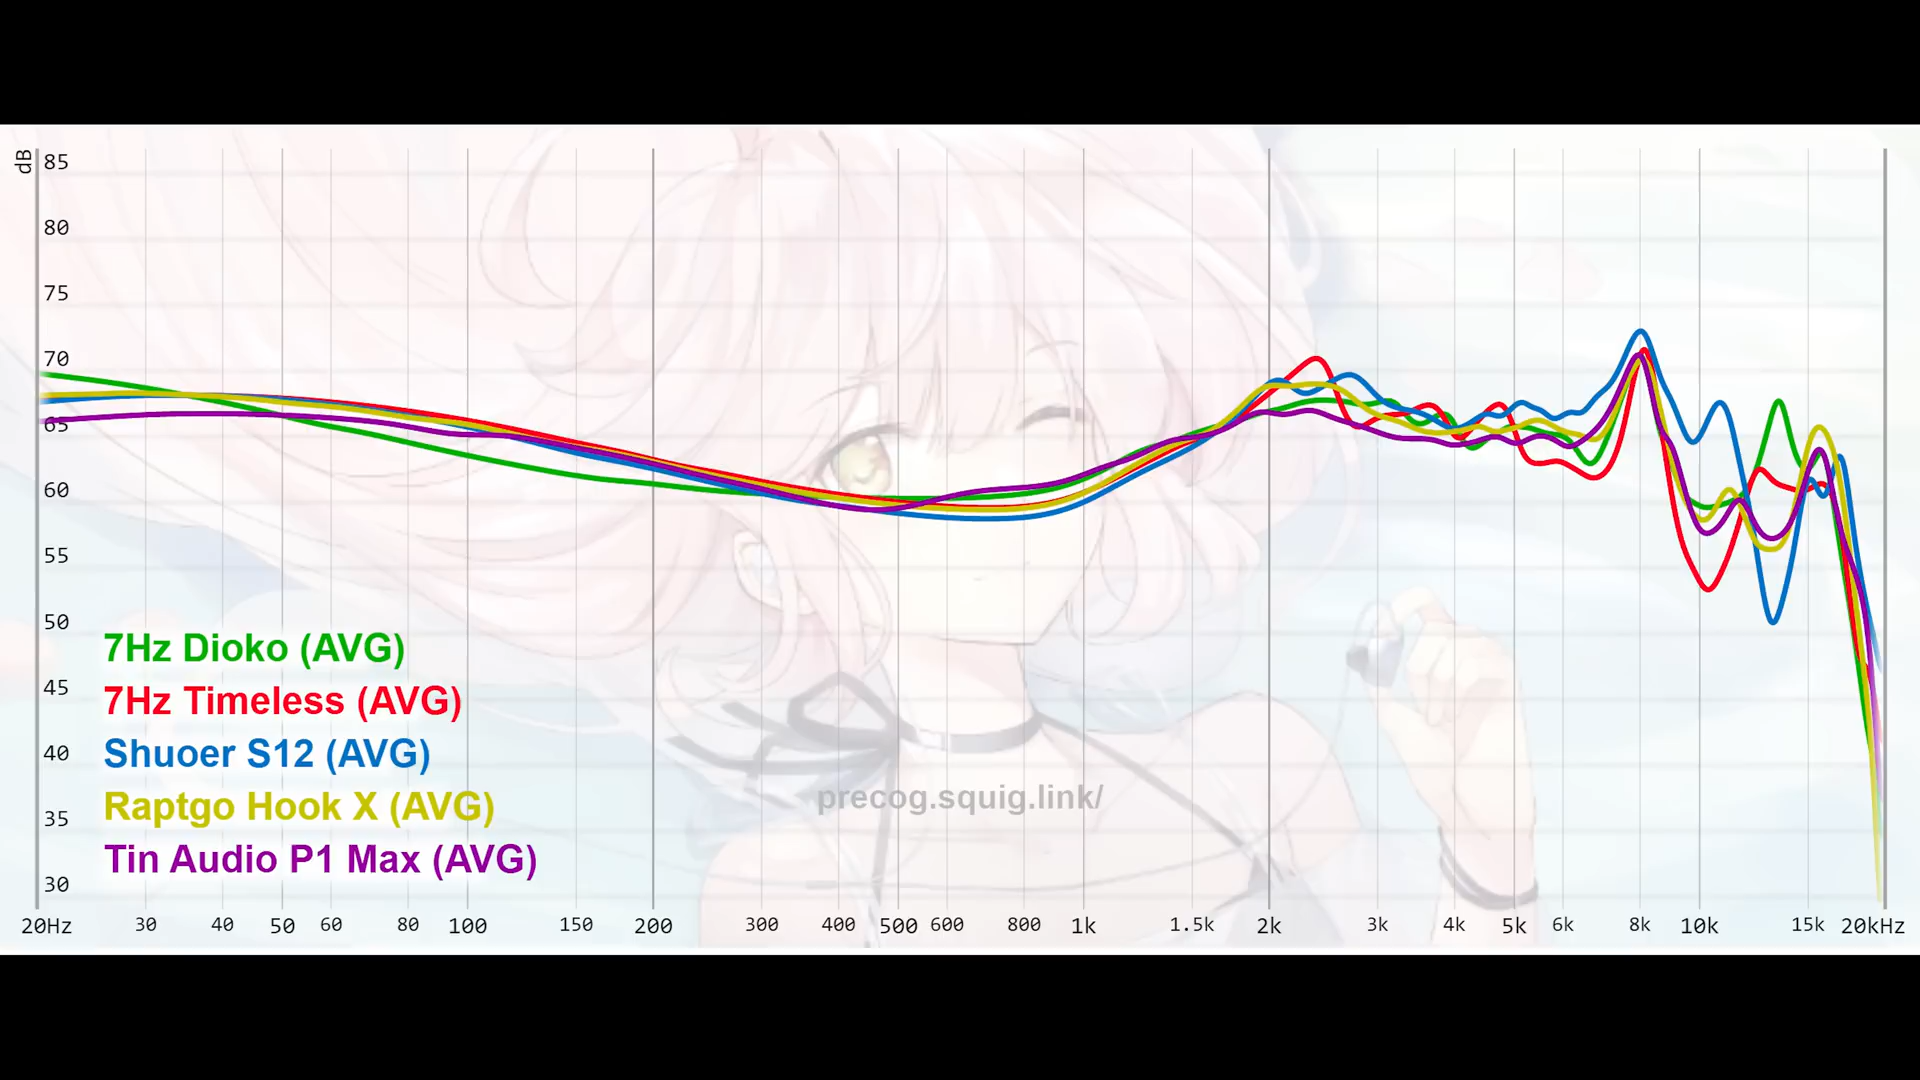 dB
85
80
75
70
65
60
55
50
45
40
35
30
7Hz Dioko (AVG)
7Hz Timeless (AVG)
Shuoer S12 (AVG)
Raptgo Hook X (AVG)
Tin Audio P1 Max (AVG)
precog.squig.link/
20Hz 30 40 50 60 80 100 150 200 300 400 500 600 800 1k 1.5k 2k 3k 4k 5k 6k 8k 10k 15k 20kHz